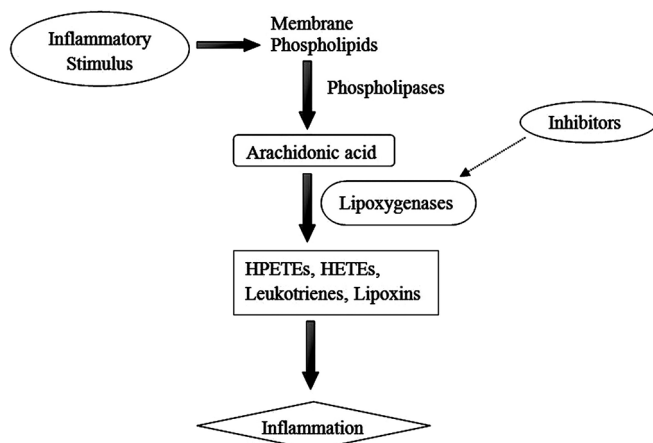 Inflammatory
Stimulus
Membrane
Phospholipids
Phospholipases
Inhibitors
Arachidonic acid
Lipoxygenases
HPETEs, HETEs,
Leukotrienes, Lipoxins
Inflammation